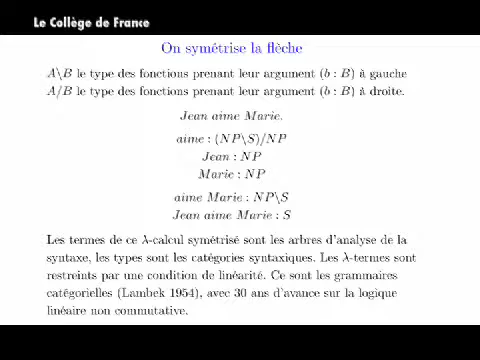 Le Collège de France
On symétrise la flèche
A\B le type des fonctions prenant leur argument (b : B) à gauche
A/B le type des fonctions prenant leur argument (b : B) à droite.
Jean aime Marie.
aime : (NP\S)/NP
Jean : NP
Marie : NP
aime Marie : NP\S
Jean aime Marie : S
Les termes de ce λ-calcul symétrisé sont les arbres d'analyse de la
syntaxe, les types sont les catégories syntaxiques. Les λ-termes sont
restreints par une condition de linéarité. Ce sont les grammaires
catégorielles (Lambek 1954), avec 30 ans d'avance sur la logique
linéaire non commutative.